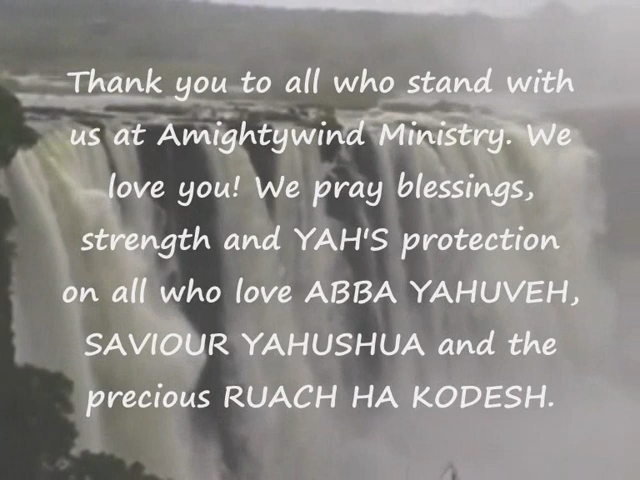 Thank you to all who stand with
us at Amightywind Ministry. We
love you! We pray blessings,
strength and YAH'S protection
on all who love ABBA YAHUVEH,
SAVIOUR YAHUSHUA and the
precious RUACH HA KODESH.